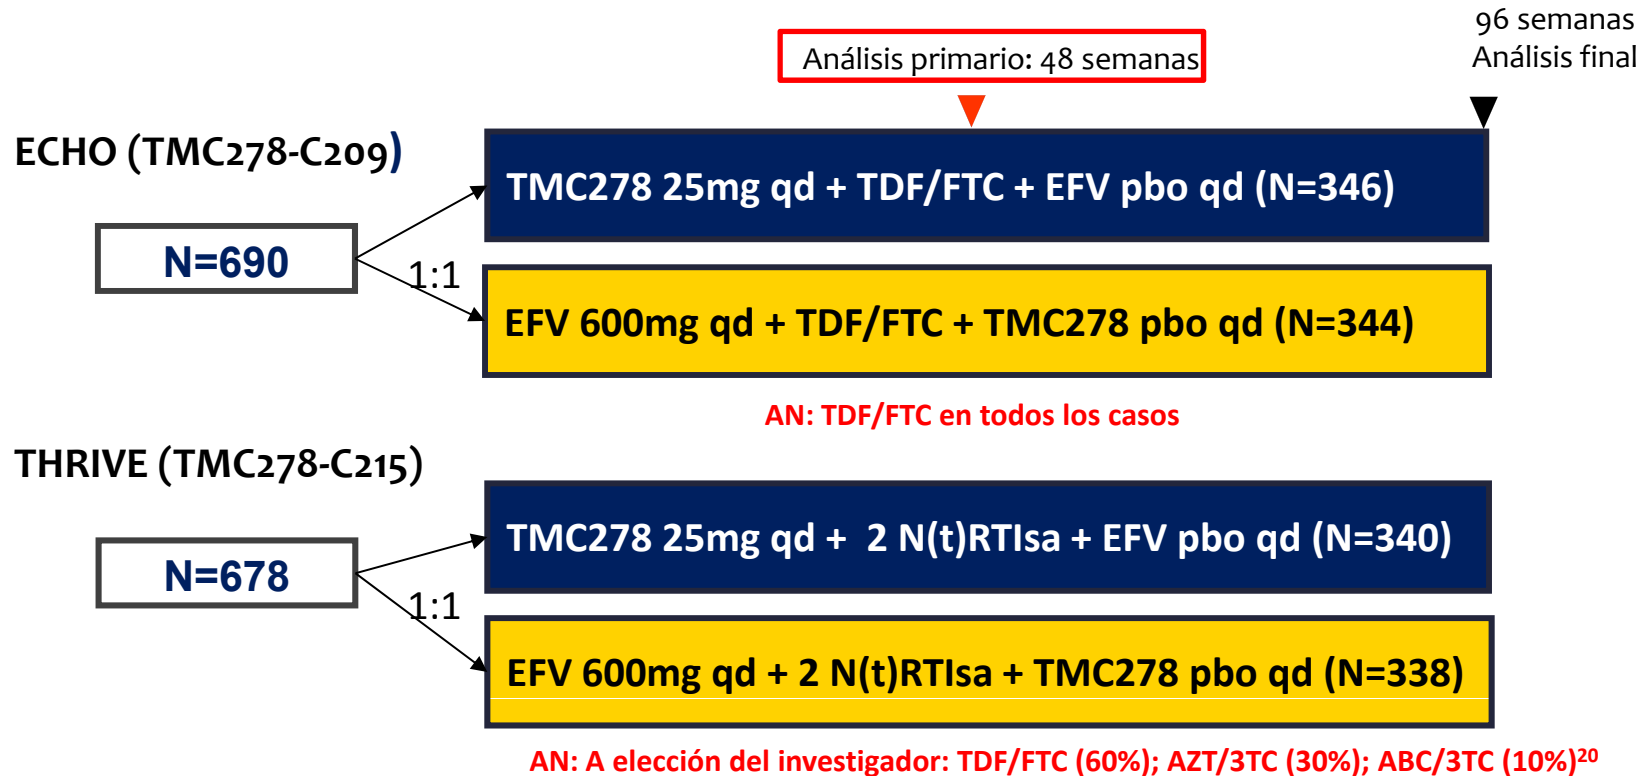 96 semanas
Análisis primario: 48 semanas
Análisis final
ECHO (TMC278-C209)
TMC278 25mg qd + TDF/FTC + EFV pbo qd (N=346)
N=690
1:1
EFV 600mg qd + TDF/FTC + TMC278 pbo qd (N=344)
AN: TDF/FTC en todos los casos
THRIVE (TMC278-C215)
TMC278 25mg qd + 2 N(t)RTIsa + EFV pbo qd (N=340)
N=678
1:1
EFV 600mg qd + 2 N(t)RTIsa + TMC278 pbo qd (N=338)
AN: A elección del investigador: TDF/FTC (60%); AZT/3TC (30%); ABC/3TC (10%)²⁰